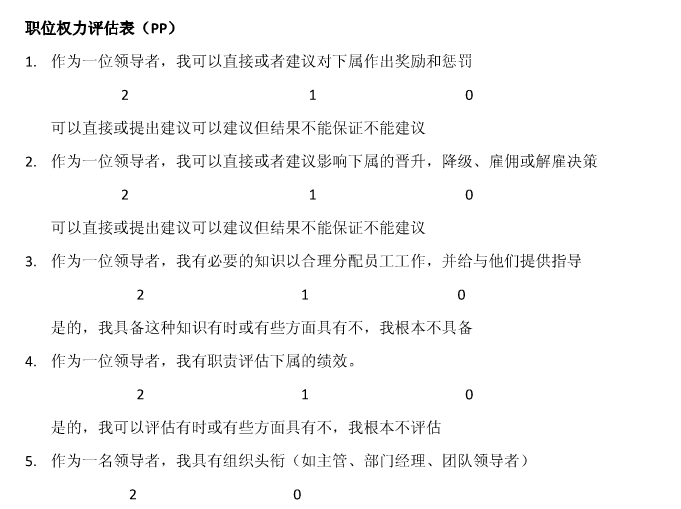 职位权力评估表（PP）
1. 作为一位领导者，我可以直接或者建议对下属作出奖励和惩罚
2 1 0
可以直接或提出建议可以建议但结果不能保证不能建议
2. 作为一位领导者，我可以直接或者建议影响下属的晋升，降级、雇佣或解雇决策
2 1 0
可以直接或提出建议可以建议但结果不能保证不能建议
3. 作为一位领导者，我有必要的知识以合理分配员工工作，并给与他们提供指导
2 1 0
是的，我具备这种知识有时或有些方面具有不，我根本不具备
4. 作为一位领导者，我有职责评估下属的绩效。
2 1 0
是的，我可以评估有时或有些方面具有不，我根本不评估
5. 作为一名领导者，我具有组织头衔（如主管、部门经理、团队领导者）
2 0